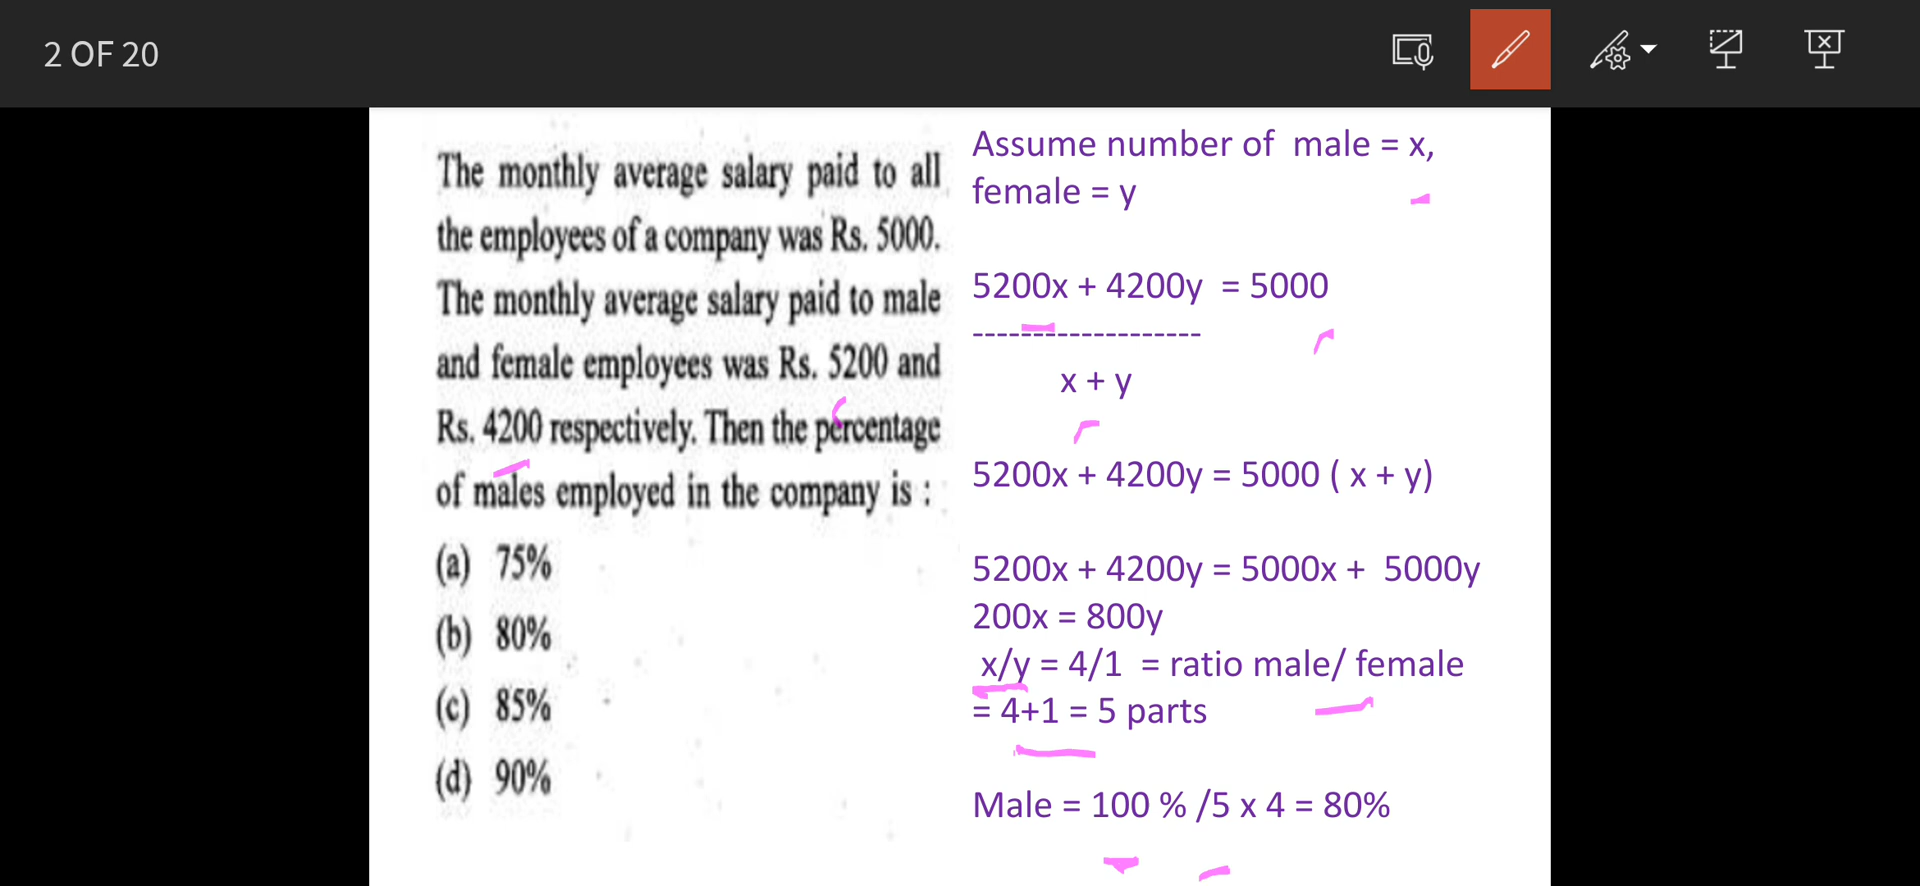 2 OF 20
The monthly average salary paid to all
the employees of a company was Rs. 5000.
The monthly average salary paid to male
and female employees was Rs. 5200 and
Rs. 4200 respectively. Then the percentage
of males employed in the company is :
(a) 75%
(b) 80%
(c) 85%
(d) 90%
Assume number of male = x,
female = y
5200x + 4200y = 5000
-------------------
x + y
5200x + 4200y = 5000 ( x + y)
5200x + 4200y = 5000x + 5000y
200x = 800y
x/y = 4/1 = ratio male/ female
= 4+1 = 5 parts
Male = 100 % /5 x 4 = 80%